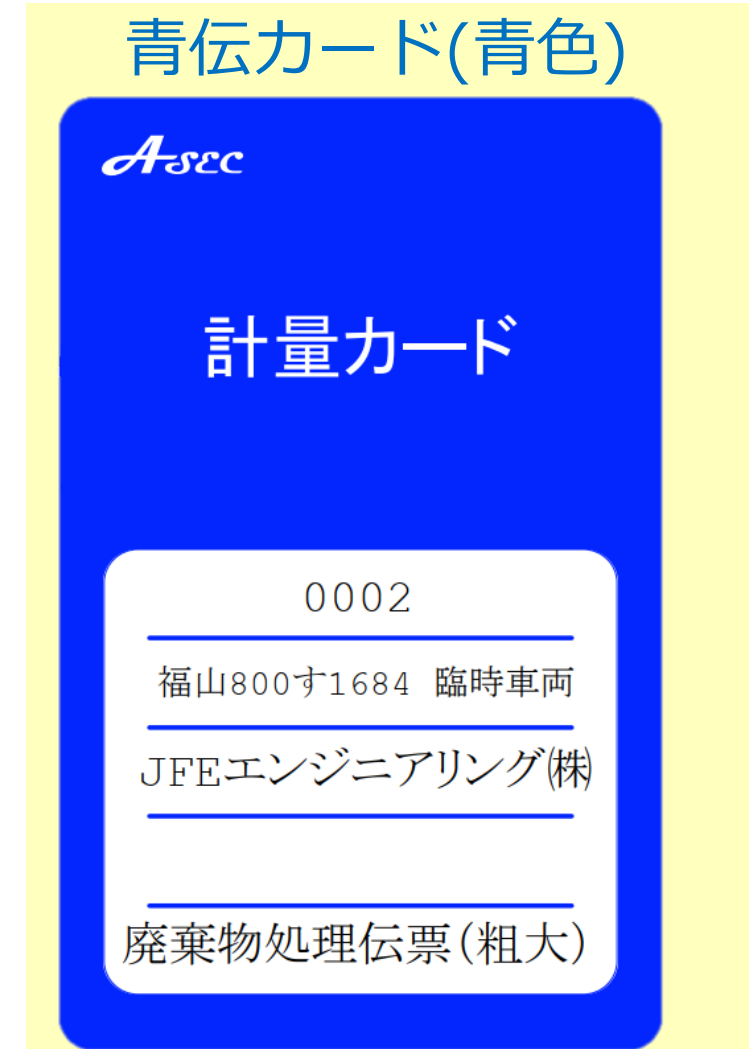 青伝カード(青色)
Asec
計量カード
0002
福山800す1684 臨時車両
JFEエンジニアリング㈱
廃棄物処理伝票(粗大)